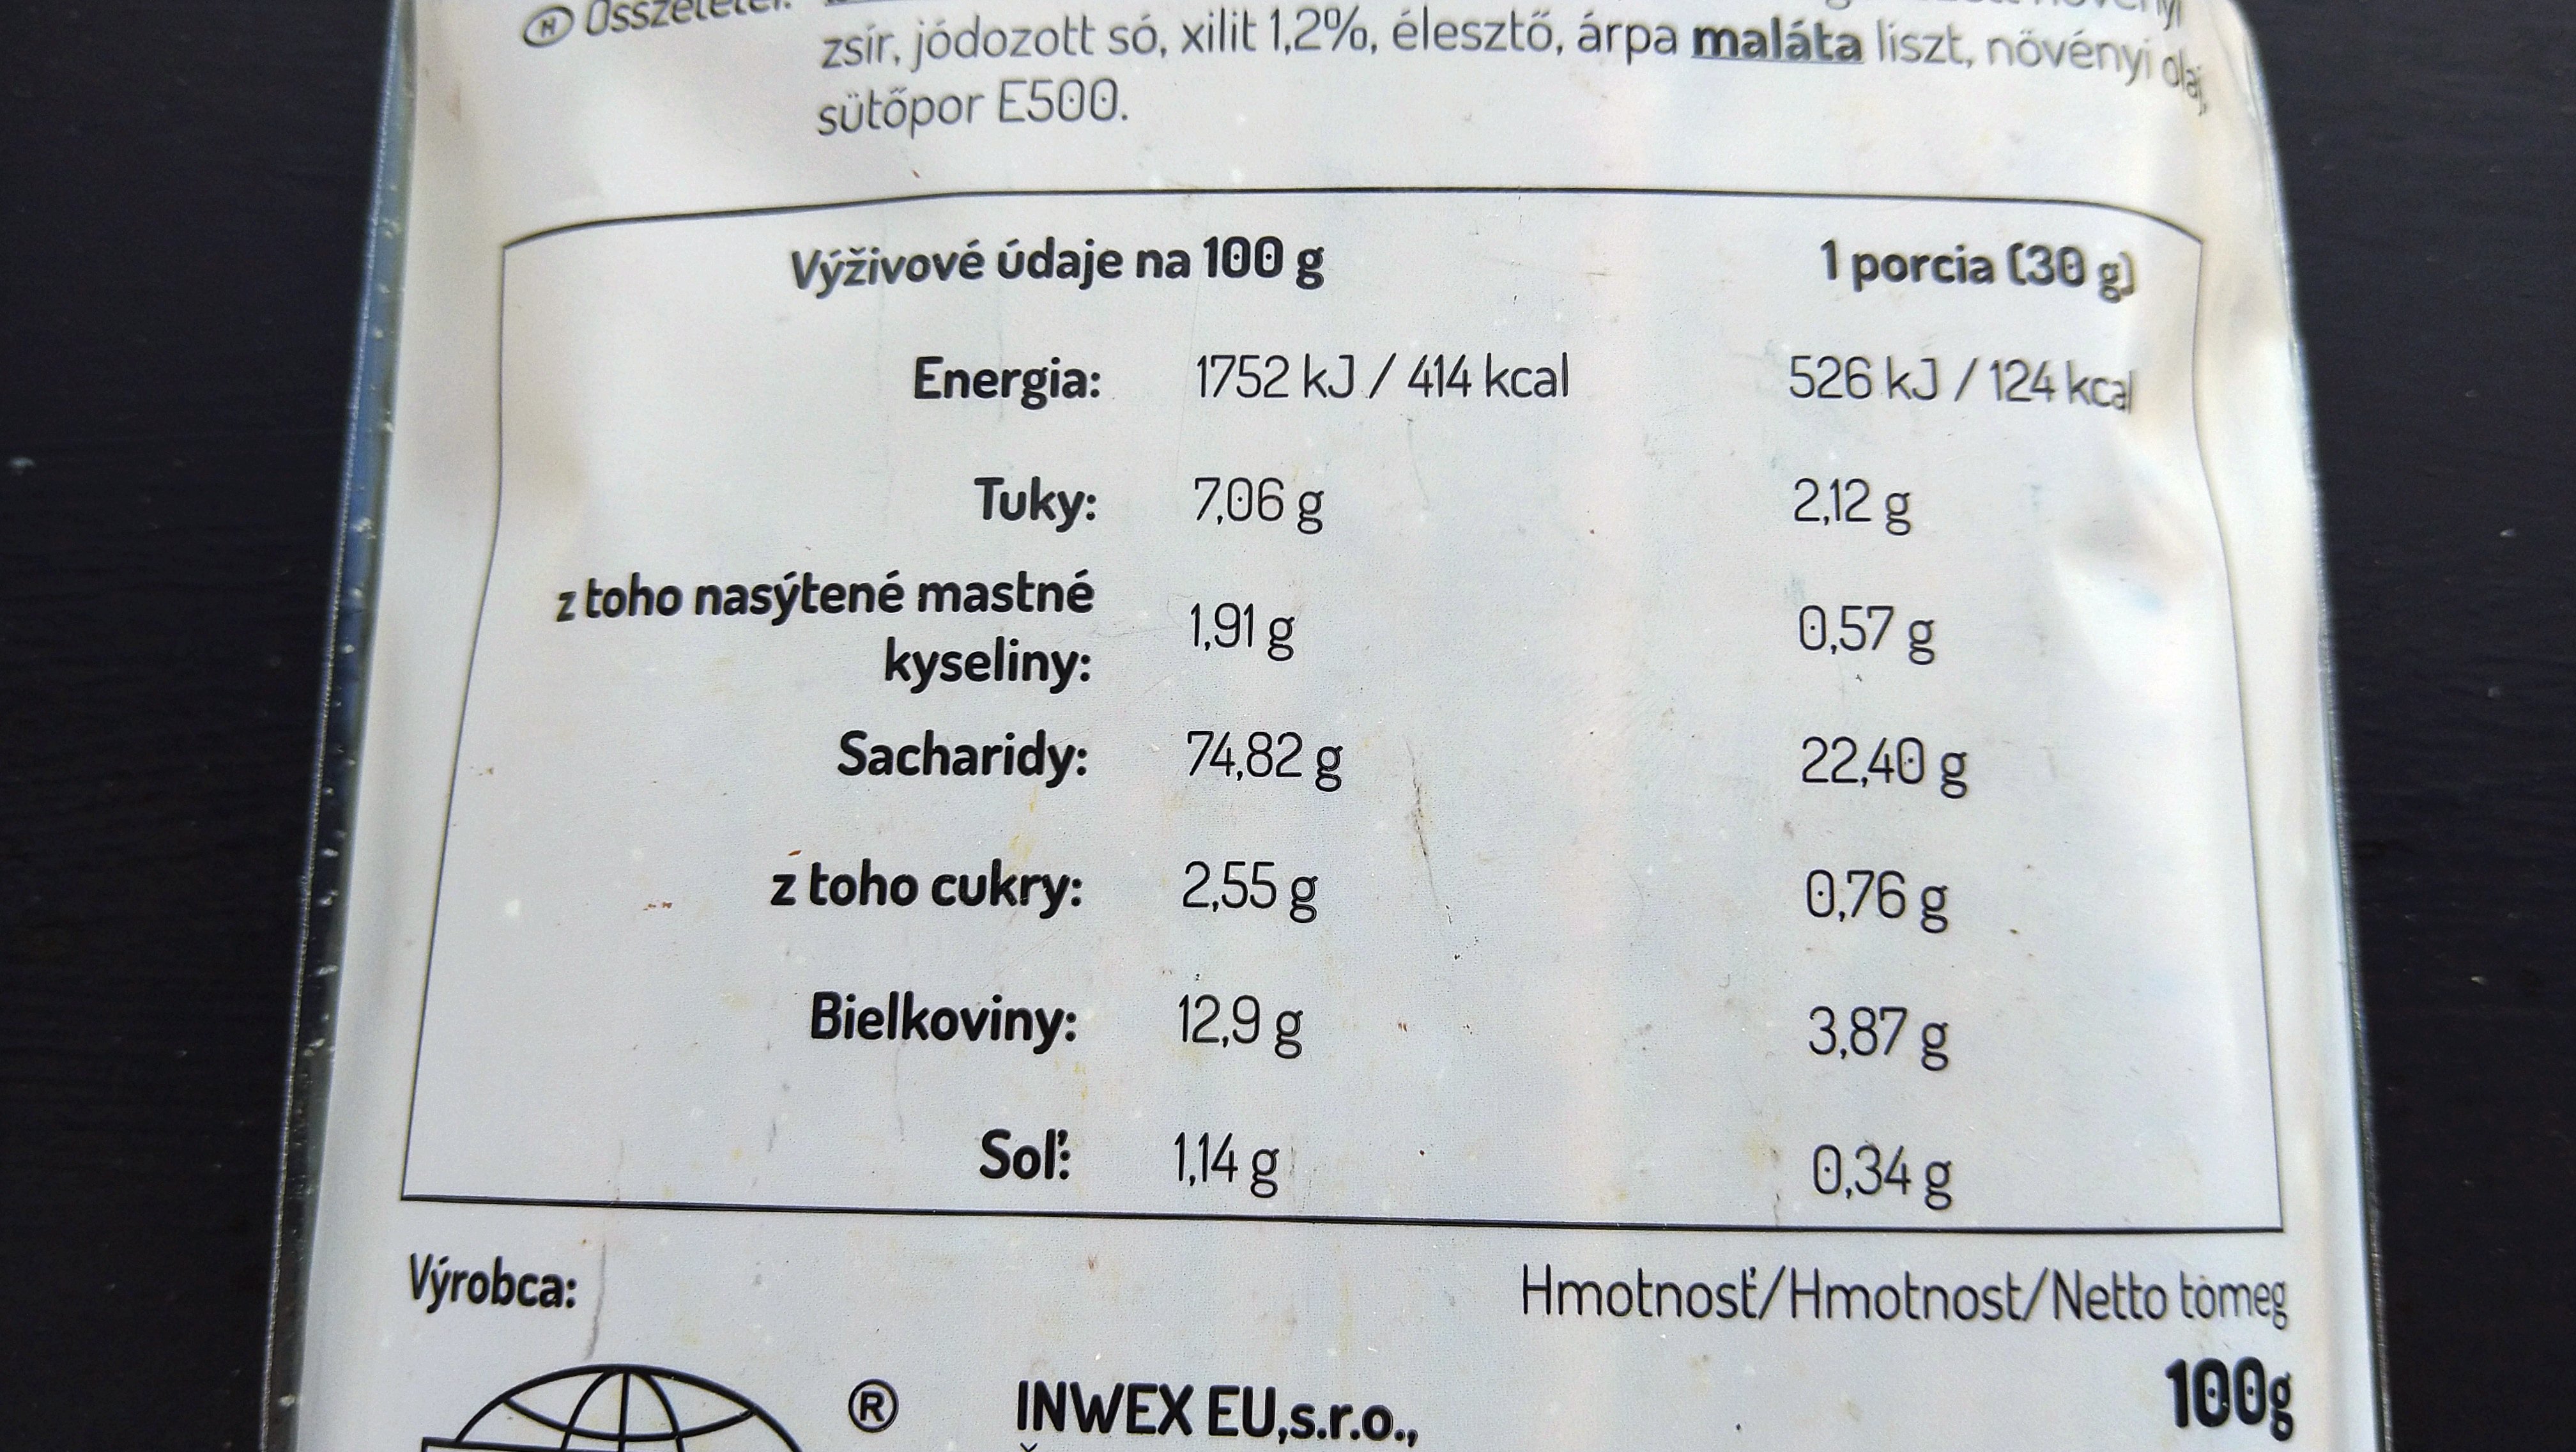 H Összetétel:
zsír, jódozott só, xilit 1,2%, élesztő, árpa maláta liszt, növényi olaj,
sütőpor E500.
Výživové údaje na 100 g 1 porcia (30 g)
Energia: 1752 kJ / 414 kcal 526 kJ / 124 kcal
Tuky: 7,06 g 2,12 g
z toho nasýtené mastné
kyseliny: 1,91 g 0,57 g
Sacharidy: 74,82 g 22,40 g
z toho cukry: 2,55 g 0,76 g
Bielkoviny: 12,9 g 3,87 g
Soľ: 1,14 g 0,34 g
Výrobca: Hmotnosť/Hmotnost/Netto tömeg
100g
® INWEX EU,s.r.o.,